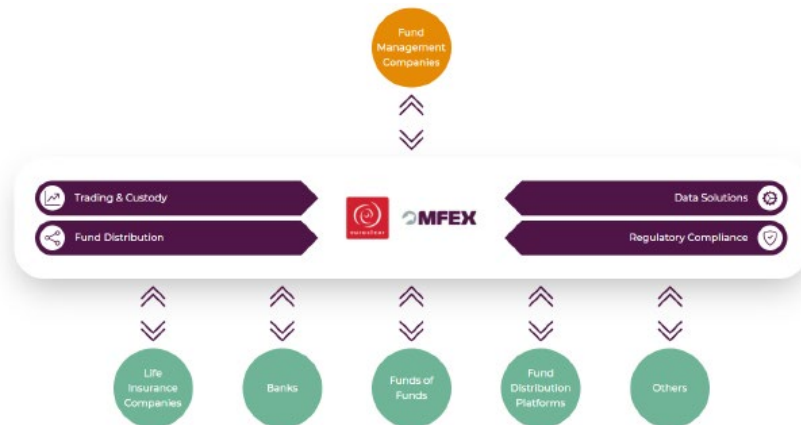 Fund
Management
Companies
Trading & Custody
Data Solutions
euroclear
MFEX
Fund Distribution
Regulatory Compliance
Life
Insurance
Companies
Banks
Funds of
Funds
Fund
Distribution
Platforms
Others